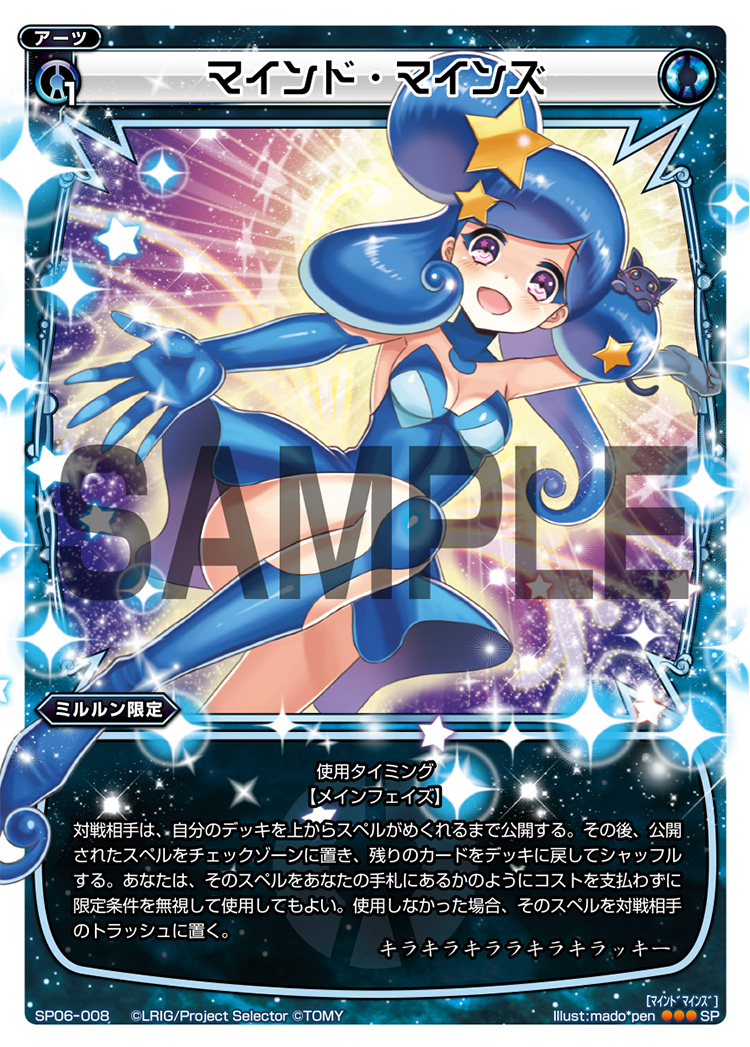 アーツ
1
マインド・マインズ
SAMPLE
ミルルン限定
使用タイミング
【メインフェイズ】
対戦相手は、自分のデッキを上からスペルがめくれるまで公開する。その後、公開
されたスペルをチェックゾーンに置き、残りのカードをデッキに戻してシャッフル
する。あなたは、そのスペルをあなたの手札にあるかのようにコストを支払わずに
限定条件を無視して使用してもよい。使用しなかった場合、そのスペルを対戦相手
のトラッシュに置く。
キラキラキララキラキラッキー
[マインドマインズ]
SP06-008 ©LRIG/Project Selector ©TOMY Illust:mado*pen SP